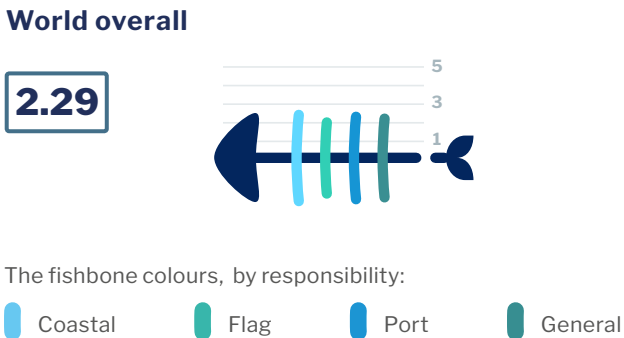 World overall
2.29
5
3
1
The fishbone colours, by responsibility:
Coastal Flag Port General